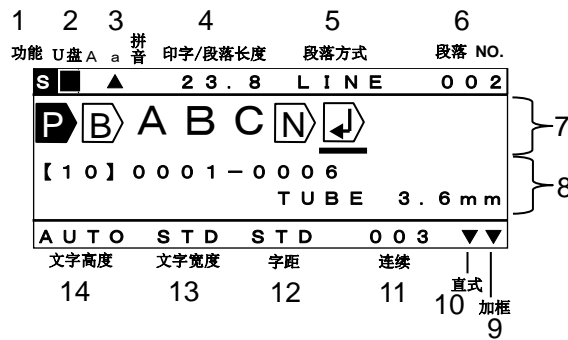 1 2 3 4 5 6
功能 U盘 A a 拼音 印字/段落长度 段落方式 段落 NO.
S ▲ 23.8 LINE 002
P B A B C N ↲
7
【10】0001-0006
8
TUBE 3.6mm
AUTO STD STD 003 ▼▼
文字高度 文字宽度 字距 连续 直式 加框
14 13 12 11 10 9